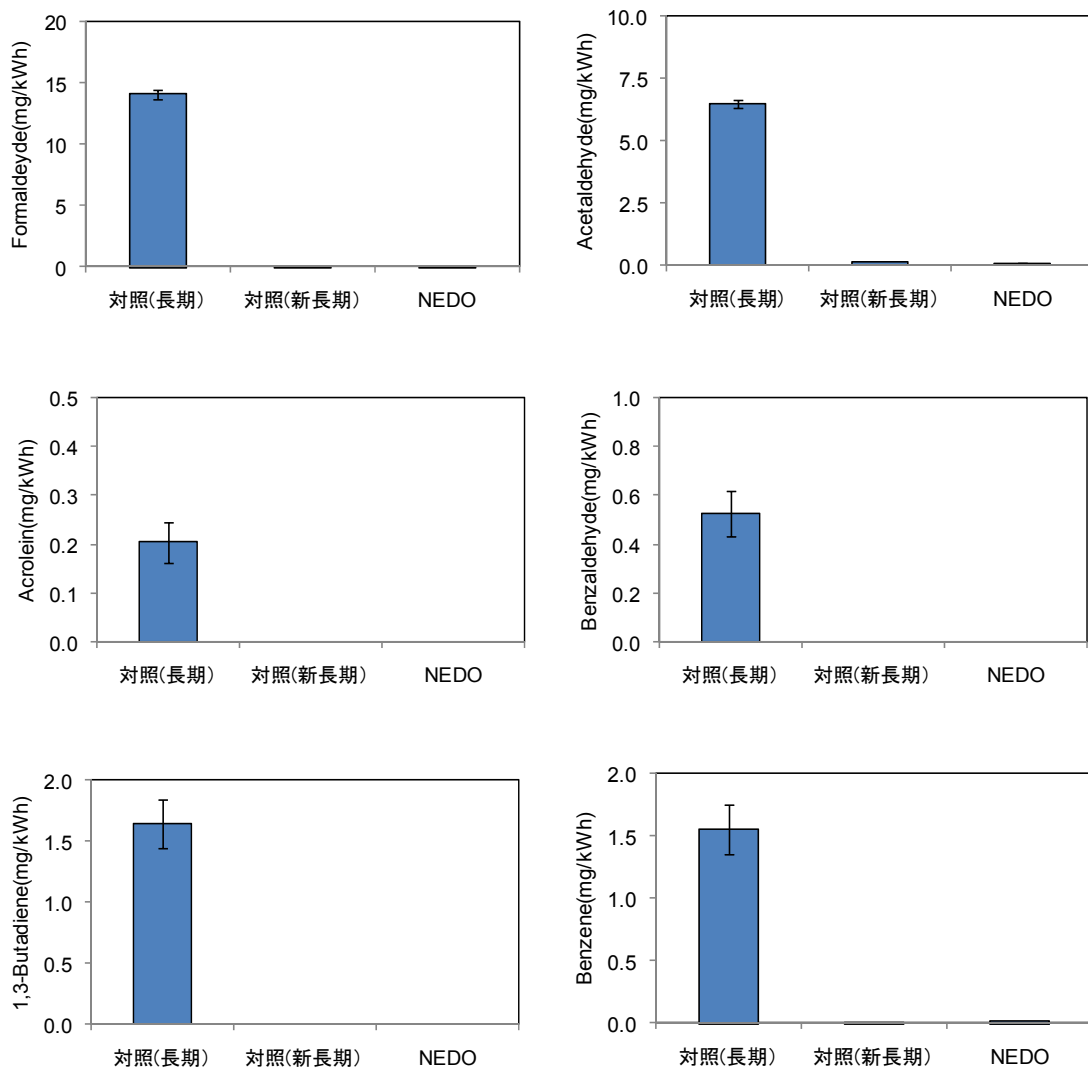 Formaldeyde(mg/kWh)
20
15
10
5
0
対照(長期)
対照(新長期)
NEDO
Acetaldehyde(mg/kWh)
10.0
7.5
5.0
2.5
0.0
対照(長期)
対照(新長期)
NEDO
Acrolein(mg/kWh)
0.5
0.4
0.3
0.2
0.1
0.0
対照(長期)
対照(新長期)
NEDO
Benzaldehyde(mg/kWh)
1.0
0.8
0.6
0.4
0.2
0.0
対照(長期)
対照(新長期)
NEDO
1,3-Butadiene(mg/kWh)
2.0
1.5
1.0
0.5
0.0
対照(長期)
対照(新長期)
NEDO
Benzene(mg/kWh)
2.0
1.5
1.0
0.5
0.0
対照(長期)
対照(新長期)
NEDO